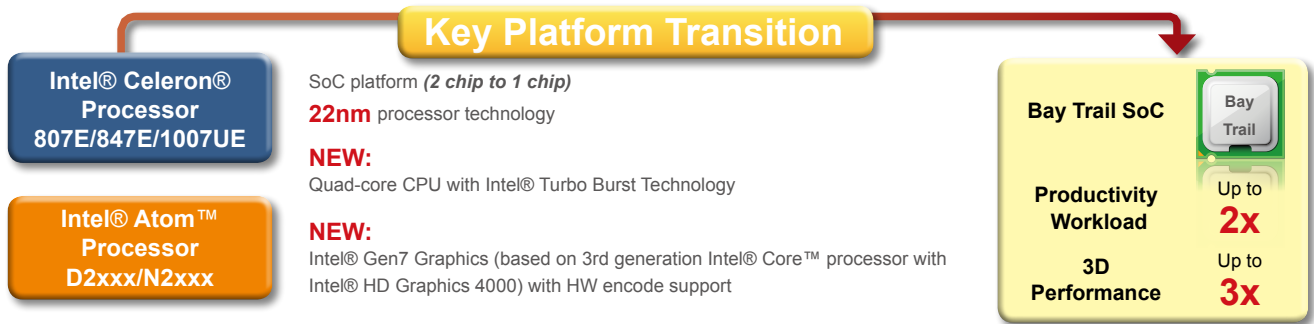 Key Platform Transition
Intel® Celeron®
Processor
807E/847E/1007UE
Intel® Atom™
Processor
D2xxx/N2xxx
SoC platform (2 chip to 1 chip)
22nm processor technology
NEW:
Quad-core CPU with Intel® Turbo Burst Technology
NEW:
Intel® Gen7 Graphics (based on 3rd generation Intel® Core™ processor with
Intel® HD Graphics 4000) with HW encode support
Bay Trail SoC
Bay
Trail
Productivity
Workload
Up to
2x
3D
Performance
Up to
3x